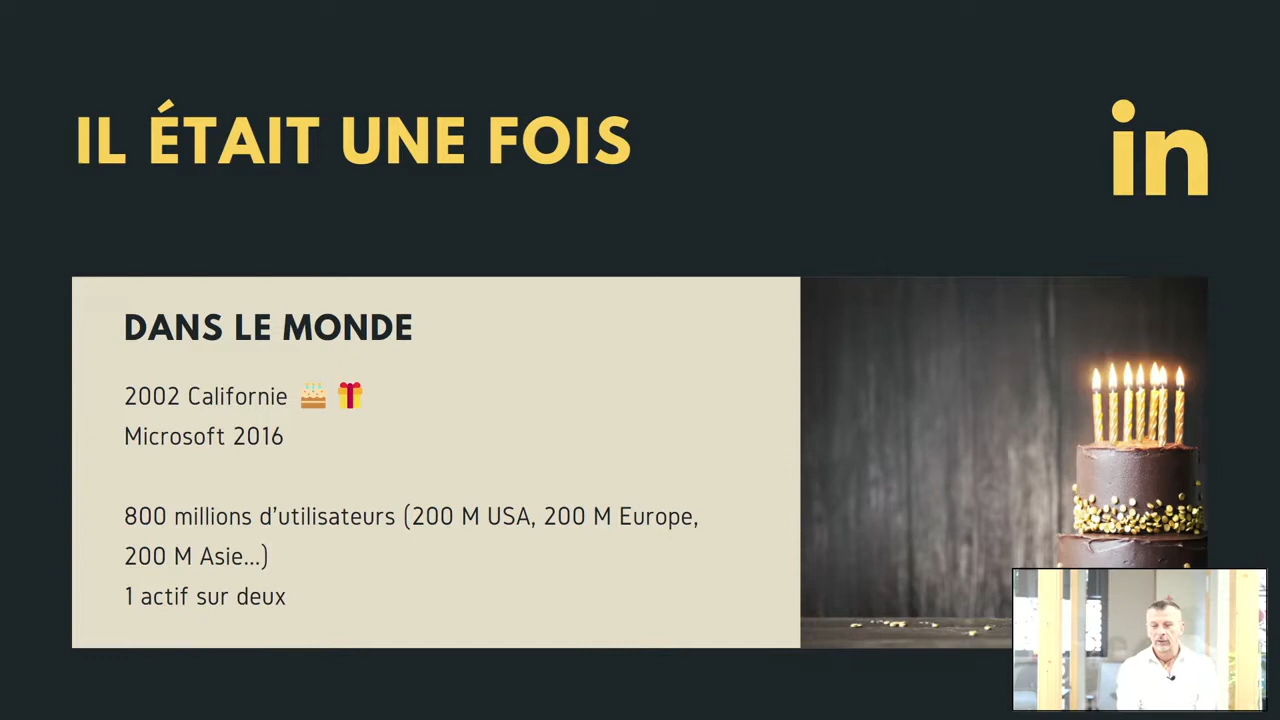 IL ÉTAIT UNE FOIS
in
DANS LE MONDE
2002 Californie 🎂 🎁
Microsoft 2016
800 millions d’utilisateurs (200 M USA, 200 M Europe,
200 M Asie...)
1 actif sur deux